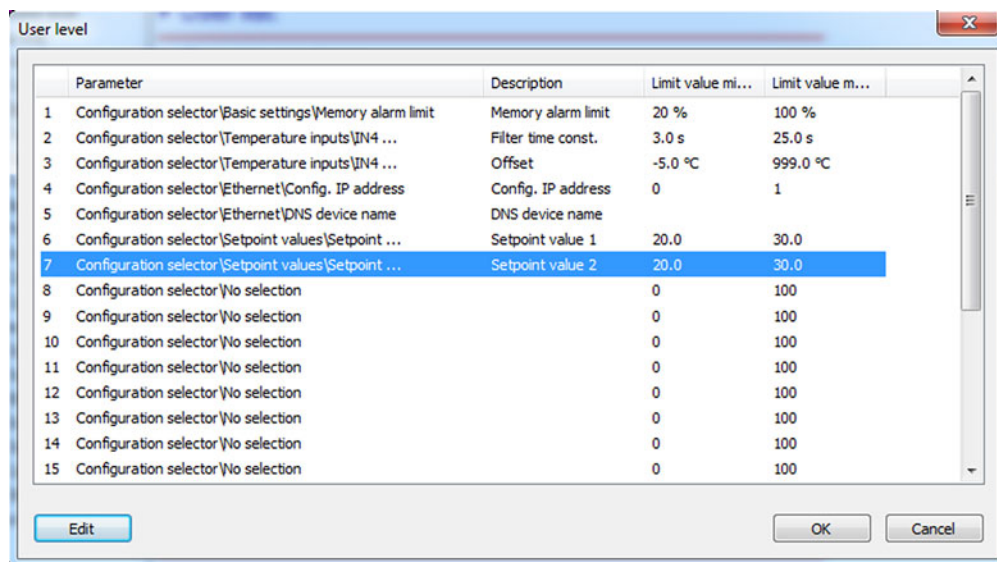 User level
Parameter Description Limit value mi... Limit value m...
1 Configuration selector\Basic settings\Memory alarm limit Memory alarm limit 20 % 100 %
2 Configuration selector\Temperature inputs\IN4 ... Filter time const. 3.0 s 25.0 s
3 Configuration selector\Temperature inputs\IN4 ... Offset -5.0 °C 999.0 °C
4 Configuration selector\Ethernet\Config. IP address Config. IP address 0 1
5 Configuration selector\Ethernet\DNS device name DNS device name
6 Configuration selector\Setpoint values\Setpoint ... Setpoint value 1 20.0 30.0
7 Configuration selector\Setpoint values\Setpoint ... Setpoint value 2 20.0 30.0
8 Configuration selector\No selection 0 100
9 Configuration selector\No selection 0 100
10 Configuration selector\No selection 0 100
11 Configuration selector\No selection 0 100
12 Configuration selector\No selection 0 100
13 Configuration selector\No selection 0 100
14 Configuration selector\No selection 0 100
15 Configuration selector\No selection 0 100
Edit OK Cancel